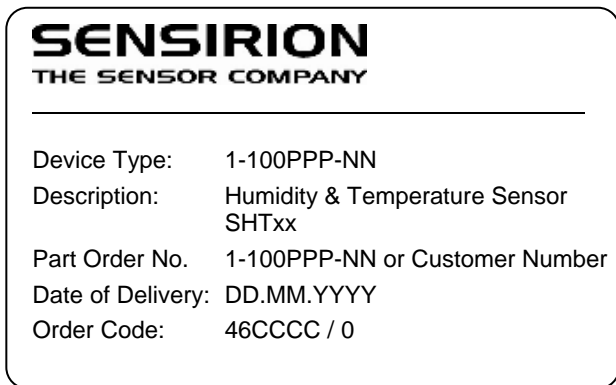 SENSIRION
THE SENSOR COMPANY
Device Type: 1-100PPP-NN
Description: Humidity & Temperature Sensor
SHTxx
Part Order No. 1-100PPP-NN or Customer Number
Date of Delivery: DD.MM.YYYY
Order Code: 46CCCC / 0